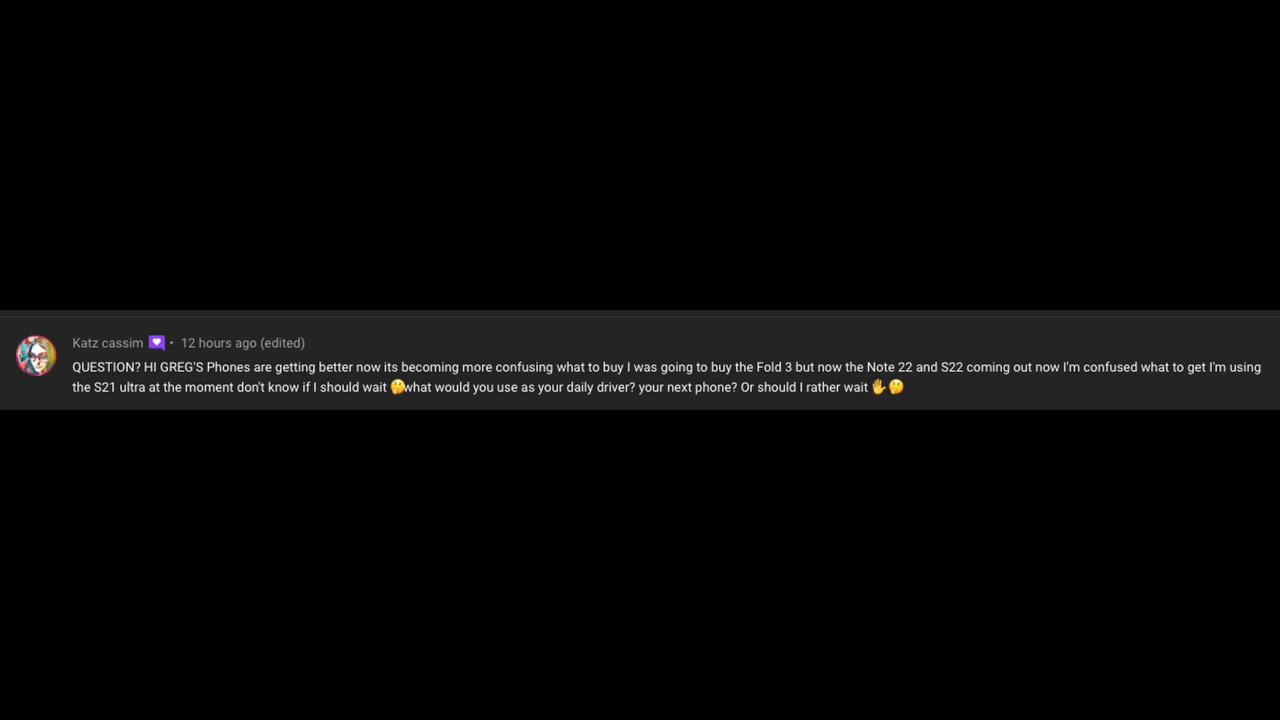 Katz cassim 💜 • 12 hours ago (edited)
QUESTION? HI GREG'S Phones are getting better now its becoming more confusing what to buy I was going to buy the Fold 3 but now the Note 22 and S22 coming out now I'm confused what to get I'm using
the S21 ultra at the moment don't know if I should wait 🤔what would you use as your daily driver? your next phone? Or should I rather wait 🤚🤔